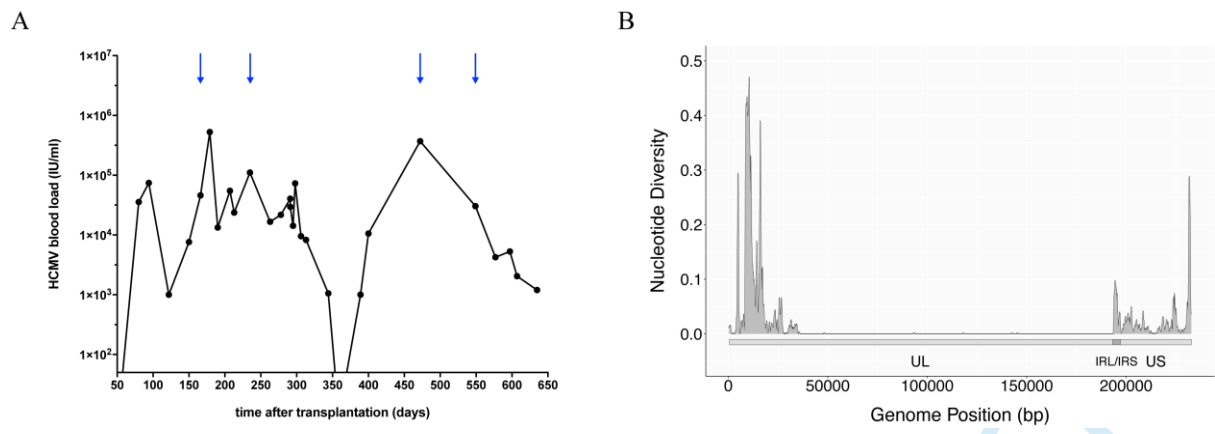 A
B
HCMV blood load (IU/ml)
1×10⁷
1×10⁶
1×10⁵
1×10⁴
1×10³
1×10²
50 100 150 200 250 300 350 400 450 500 550 600 650
time after transplantation (days)
Nucleotide Diversity
0.5
0.4
0.3
0.2
0.1
0.0
UL IRL/IRS US
0 50000 100000 150000 200000
Genome Position (bp)